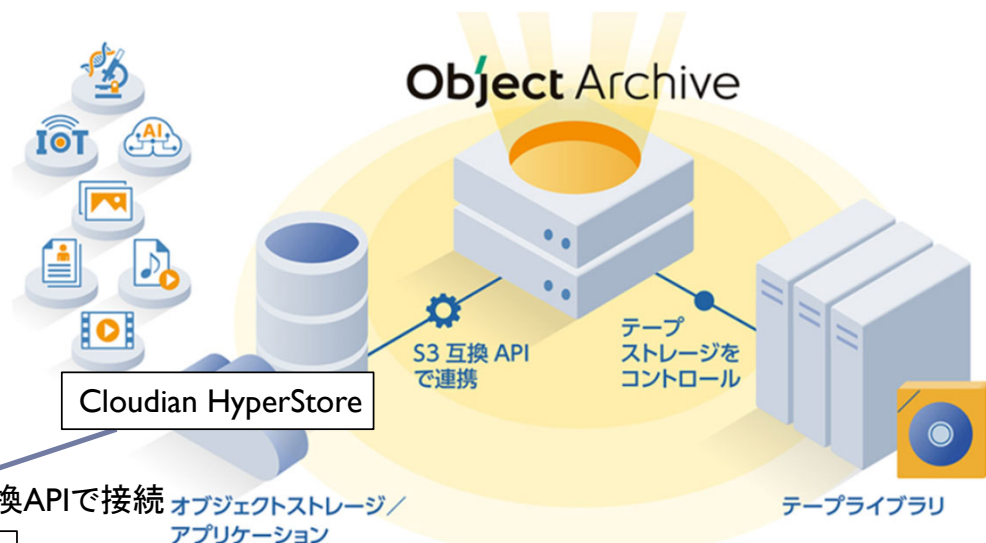 Object Archive
IOT
AI
S3 互換 API
で連携
テープ
ストレージを
コントロール
Cloudian HyperStore
換APIで接続
オブジェクトストレージ／
アプリケーション
テープライブラリ